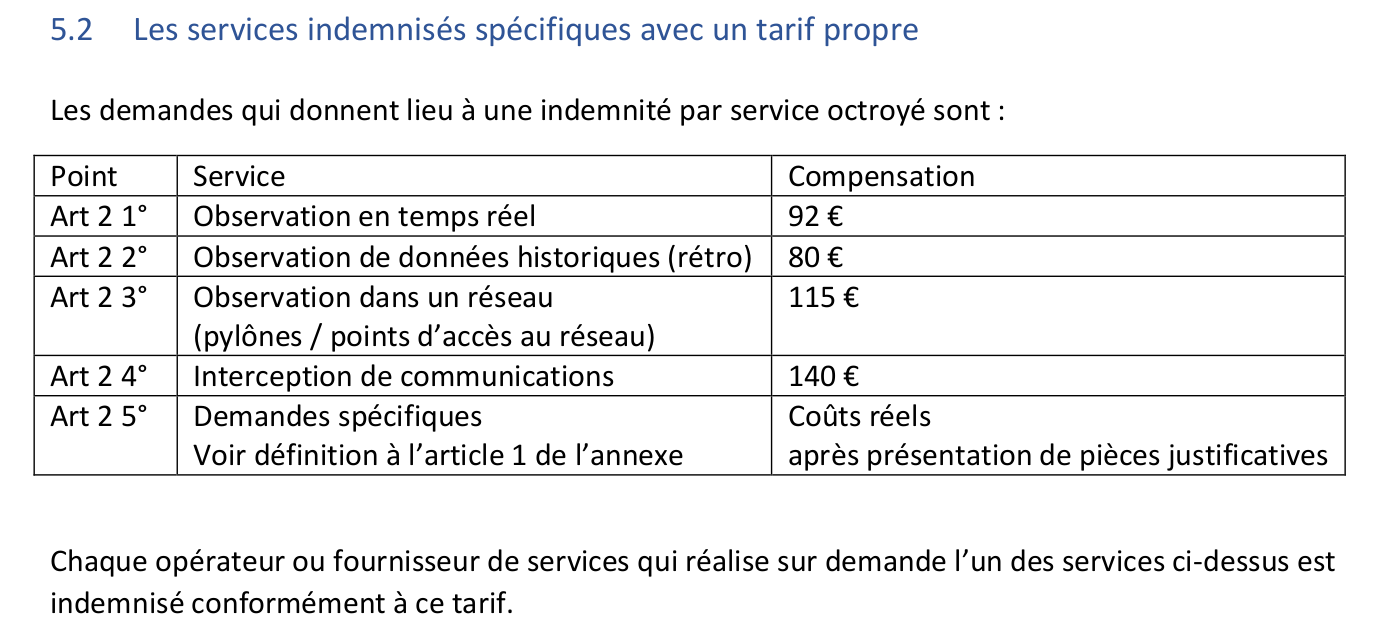 5.2 Les services indemnisés spécifiques avec un tarif propre
Les demandes qui donnent lieu à une indemnité par service octroyé sont :
Point Service Compensation
Art 2 1° Observation en temps réel 92 €
Art 2 2° Observation de données historiques (rétro) 80 €
Art 2 3° Observation dans un réseau 115 €
(pylônes / points d’accès au réseau)
Art 2 4° Interception de communications 140 €
Art 2 5° Demandes spécifiques Coûts réels
Voir définition à l’article 1 de l’annexe après présentation de pièces justificatives
Chaque opérateur ou fournisseur de services qui réalise sur demande l’un des services ci-dessus est
indemnisé conformément à ce tarif.